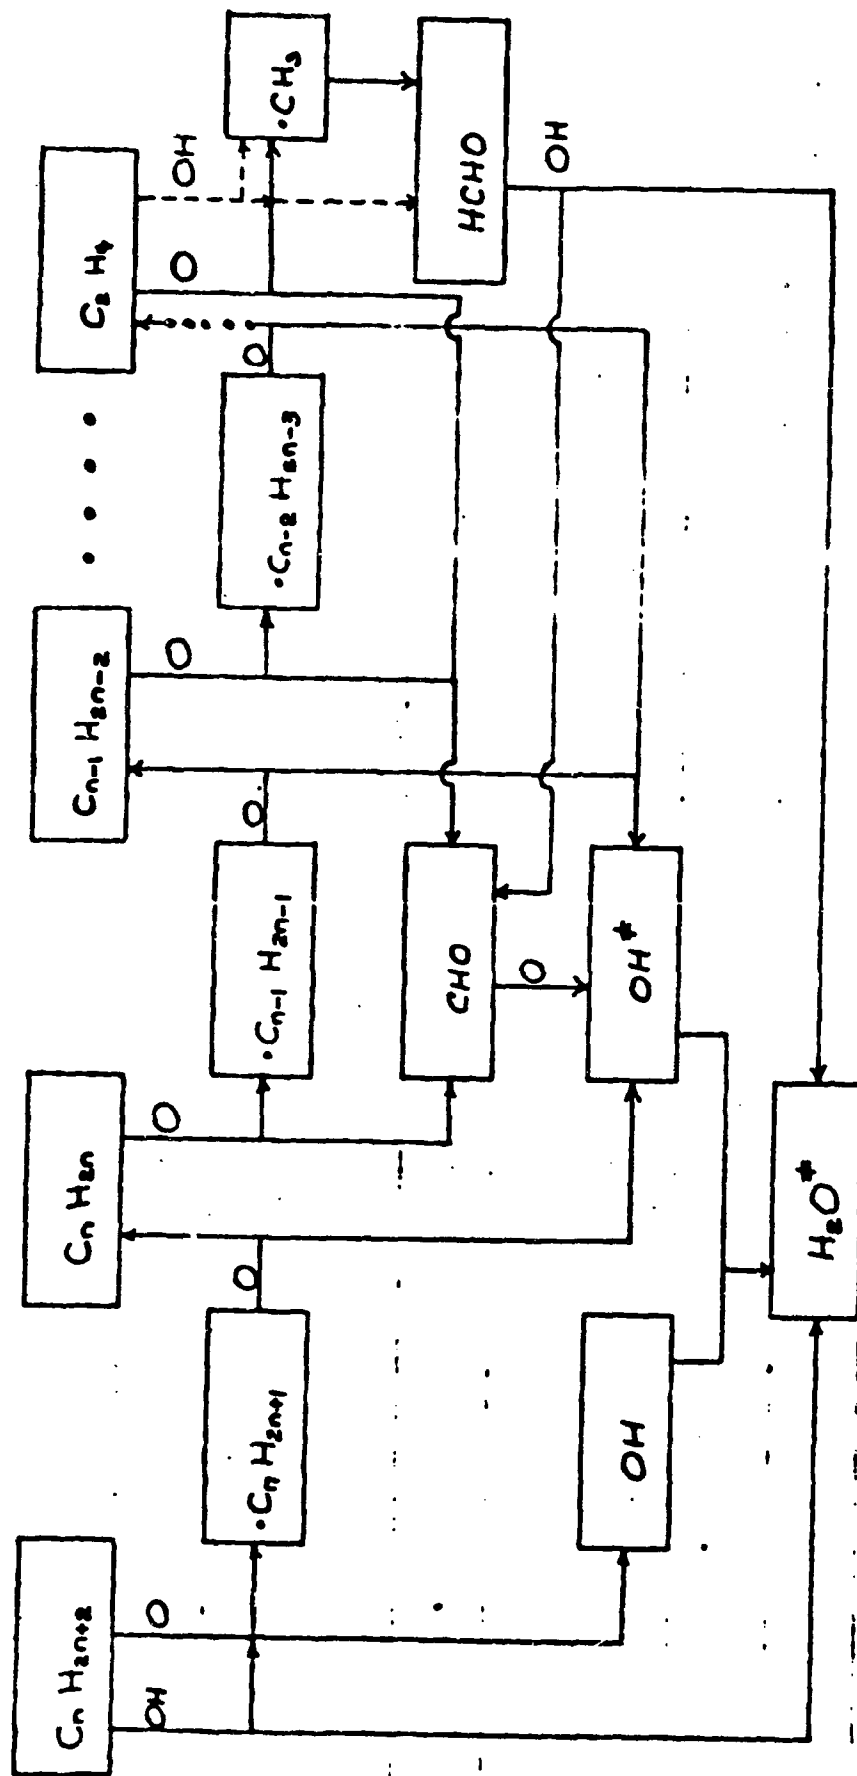 CnH2n+2
OH
O
·CnH2n+1
O
CnH2n
O
·Cn-1H2n-1
O
Cn-1H2n-2
O
·Cn-2H2n-3
O
C2H4
O
OH
·CH3
HCHO
OH
CHO
O
OH*
OH
H2O*